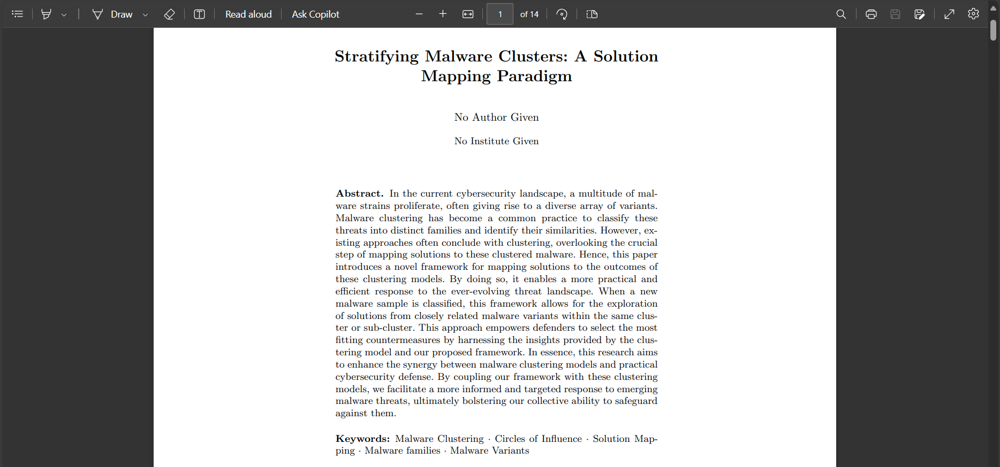 Draw
Read aloud
Ask Copilot
1 of 14
Stratifying Malware Clusters: A Solution
Mapping Paradigm
No Author Given
No Institute Given
Abstract. In the current cybersecurity landscape, a multitude of mal-
ware strains proliferate, often giving rise to a diverse array of variants.
Malware clustering has become a common practice to classify these
threats into distinct families and identify their similarities. However, ex-
isting approaches often conclude with clustering, overlooking the crucial
step of mapping solutions to these clustered malware. Hence, this paper
introduces a novel framework for mapping solutions to the outcomes of
these clustering models. By doing so, it enables a more practical and
efficient response to the ever-evolving threat landscape. When a new
malware sample is classified, this framework allows for the exploration
of solutions from closely related malware variants within the same clus-
ter or sub-cluster. This approach empowers defenders to select the most
fitting countermeasures by harnessing the insights provided by the clus-
tering model and our proposed framework. In essence, this research aims
to enhance the synergy between malware clustering models and practical
cybersecurity defense. By coupling our framework with these clustering
models, we facilitate a more informed and targeted response to emerging
malware threats, ultimately bolstering our collective ability to safeguard
against them.
Keywords: Malware Clustering · Circles of Influence · Solution Map-
ping · Malware families · Malware Variants